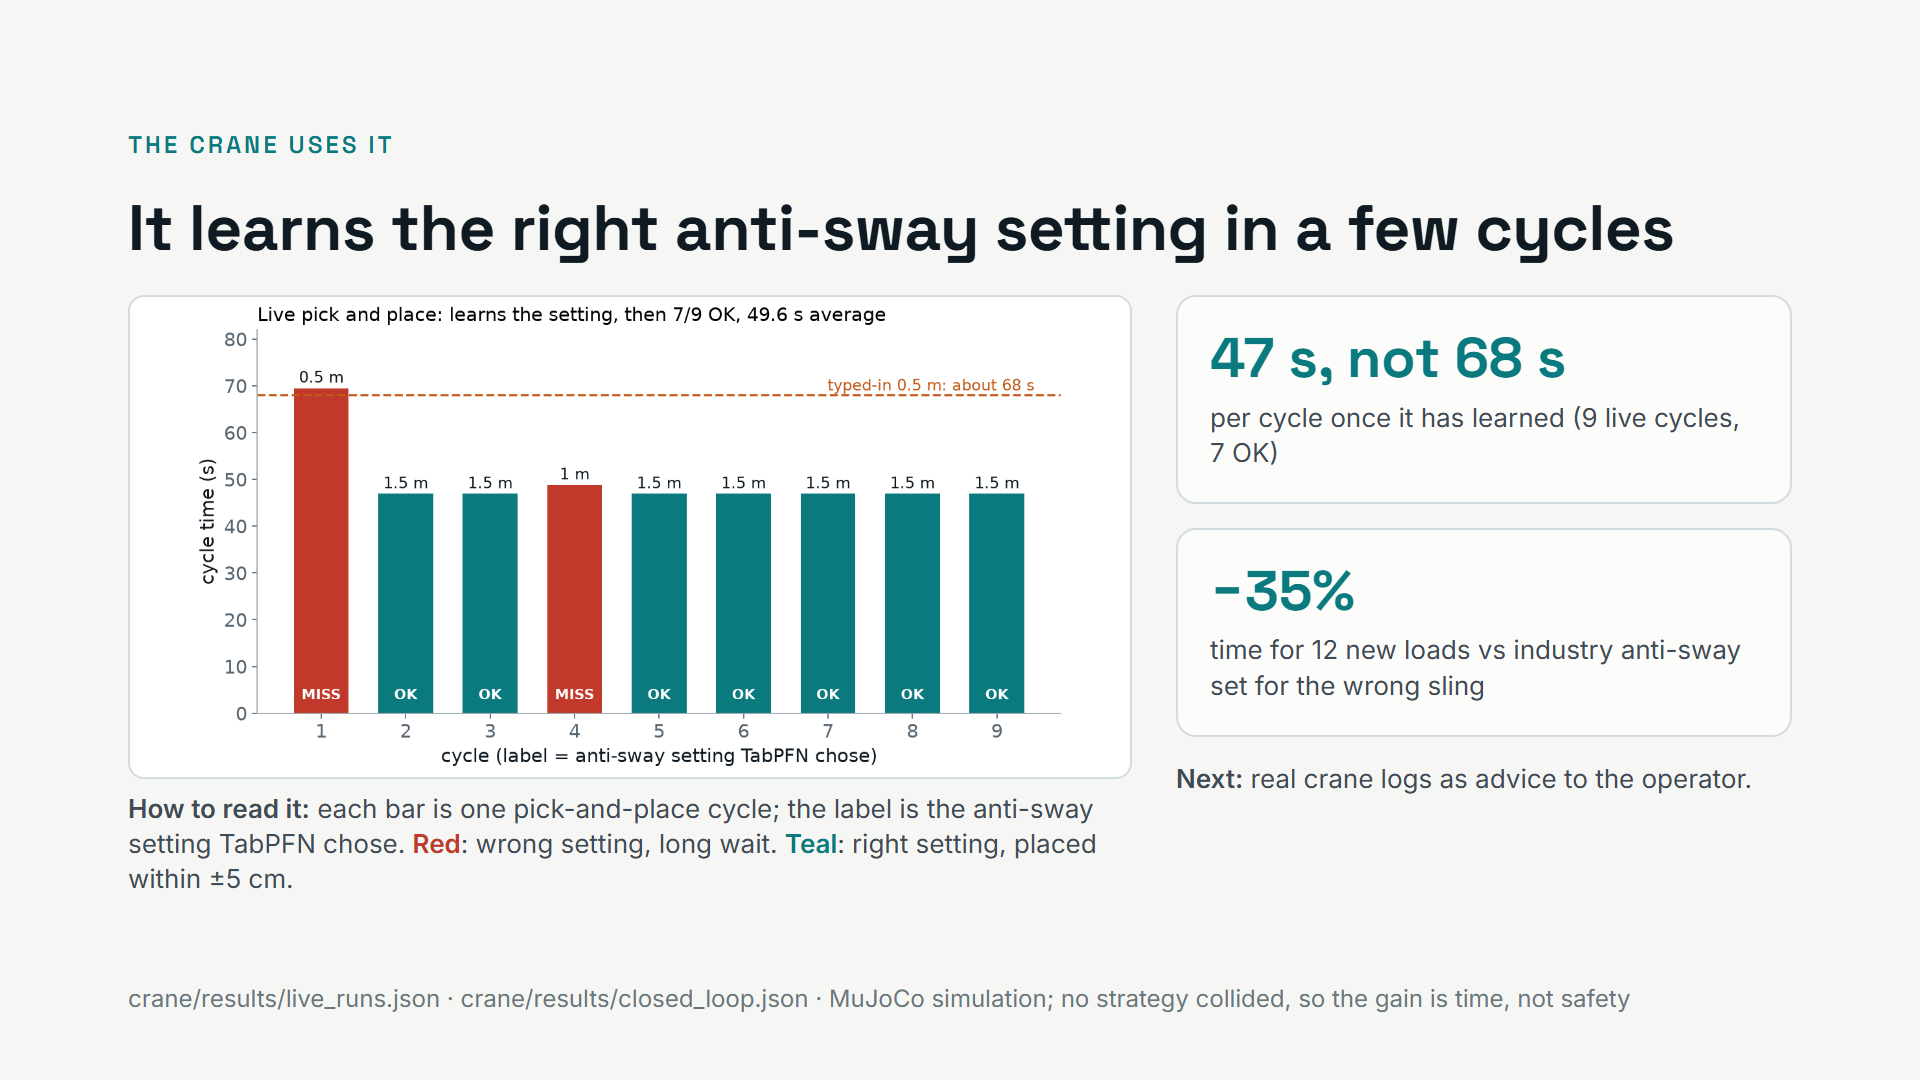 THE CRANE USES IT
It learns the right anti-sway setting in a few cycles
Live pick and place: learns the setting, then 7/9 OK, 49.6 s average
cycle time (s)
80
70
60
50
40
30
20
10
0
typed-in 0.5 m: about 68 s
0.5 m
1.5 m
1.5 m
1 m
1.5 m
1.5 m
1.5 m
1.5 m
1.5 m
MISS
OK
OK
MISS
OK
OK
OK
OK
OK
1
2
3
4
5
6
7
8
9
cycle (label = anti-sway setting TabPFN chose)
How to read it: each bar is one pick-and-place cycle; the label is the anti-sway
setting TabPFN chose. Red: wrong setting, long wait. Teal: right setting, placed
within ±5 cm.
47 s, not 68 s
per cycle once it has learned (9 live cycles,
7 OK)
−35%
time for 12 new loads vs industry anti-sway
set for the wrong sling
Next: real crane logs as advice to the operator.
crane/results/live_runs.json · crane/results/closed_loop.json · MuJoCo simulation; no strategy collided, so the gain is time, not safety